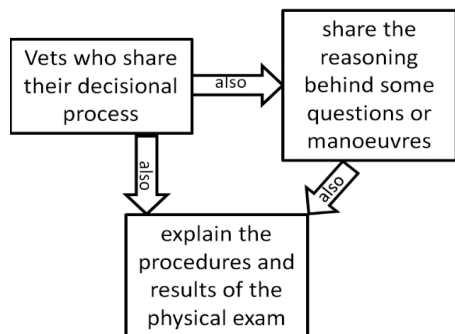 Vets who share
their decisional
process
also
share the
reasoning
behind some
questions or
manoeuvres
also
also
explain the
procedures and
results of the
physical exam